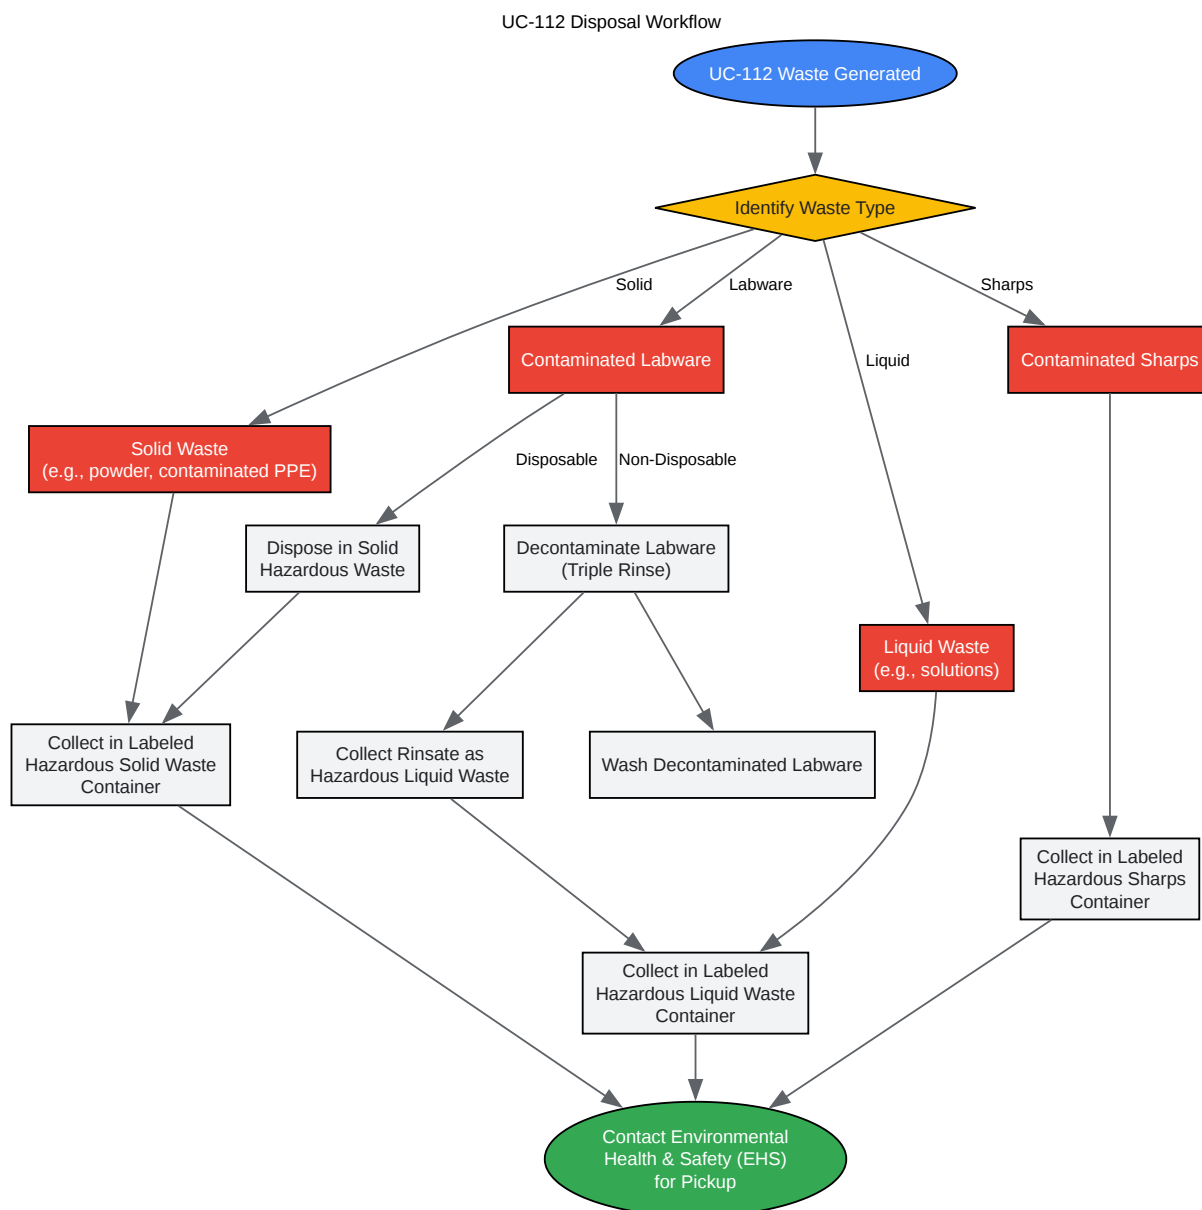 UC-112 Disposal Workflow
UC-112 Waste Generated
Identify Waste Type
Solid
Labware
Sharps
Liquid
Contaminated Labware
Contaminated Sharps
Solid Waste
(e.g., powder, contaminated PPE)
Disposable
Non-Disposable
Dispose in Solid
Hazardous Waste
Decontaminate Labware
(Triple Rinse)
Liquid Waste
(e.g., solutions)
Collect in Labeled
Hazardous Solid Waste
Container
Collect Rinsate as
Hazardous Liquid Waste
Wash Decontaminated Labware
Collect in Labeled
Hazardous Sharps
Container
Collect in Labeled
Hazardous Liquid Waste
Container
Contact Environmental
Health & Safety (EHS)
for Pickup